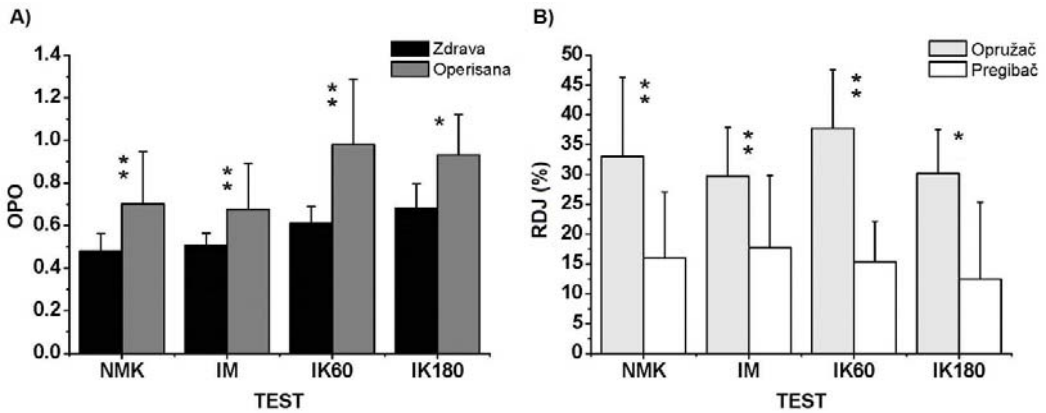 A)
Zdrava
Operisana
OPO
1.4
1.2
1.0
0.8
0.6
0.4
0.2
0.0
* *
* *
* *
*
NMK IM IK60 IK180
TEST
B)
Opružač
Pregibač
RDJ (%)
50
45
40
35
30
25
20
15
10
5
0
* *
* *
* *
*
NMK IM IK60 IK180
TEST